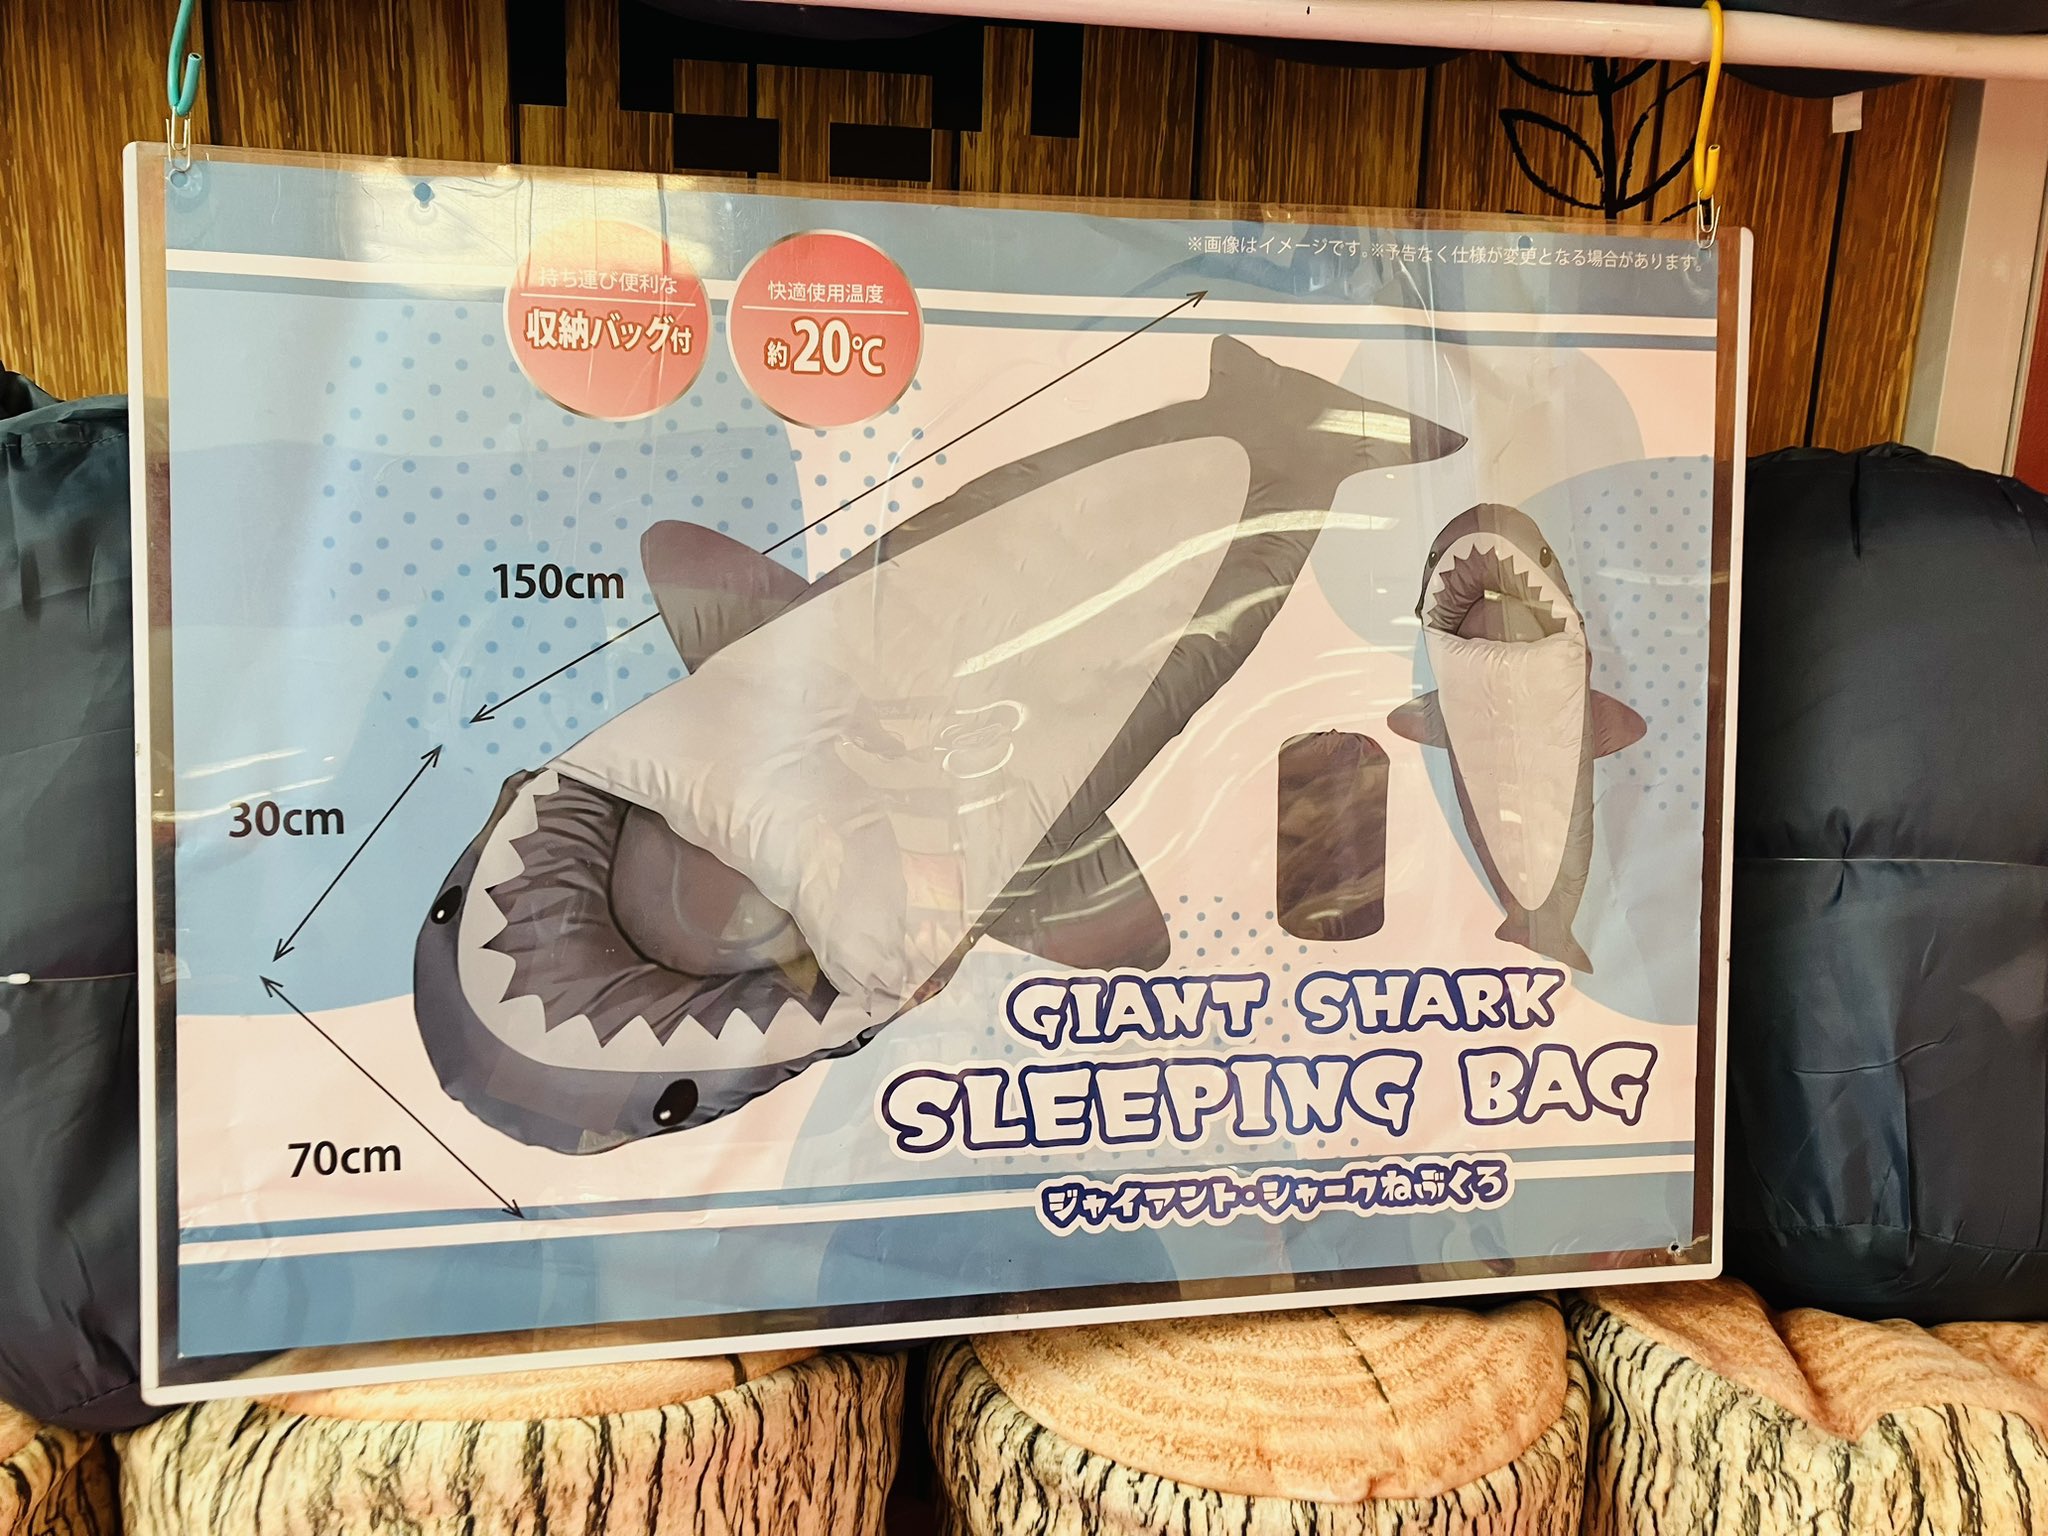 ※画像はイメージです。※予告なく仕様が変更となる場合があります。
持ち運び便利な
収納バッグ付
快適使用温度
約20℃
150cm
30cm
70cm
GIANT SHARK
SLEEPING BAG
ジャイアント・シャークねぶくろ